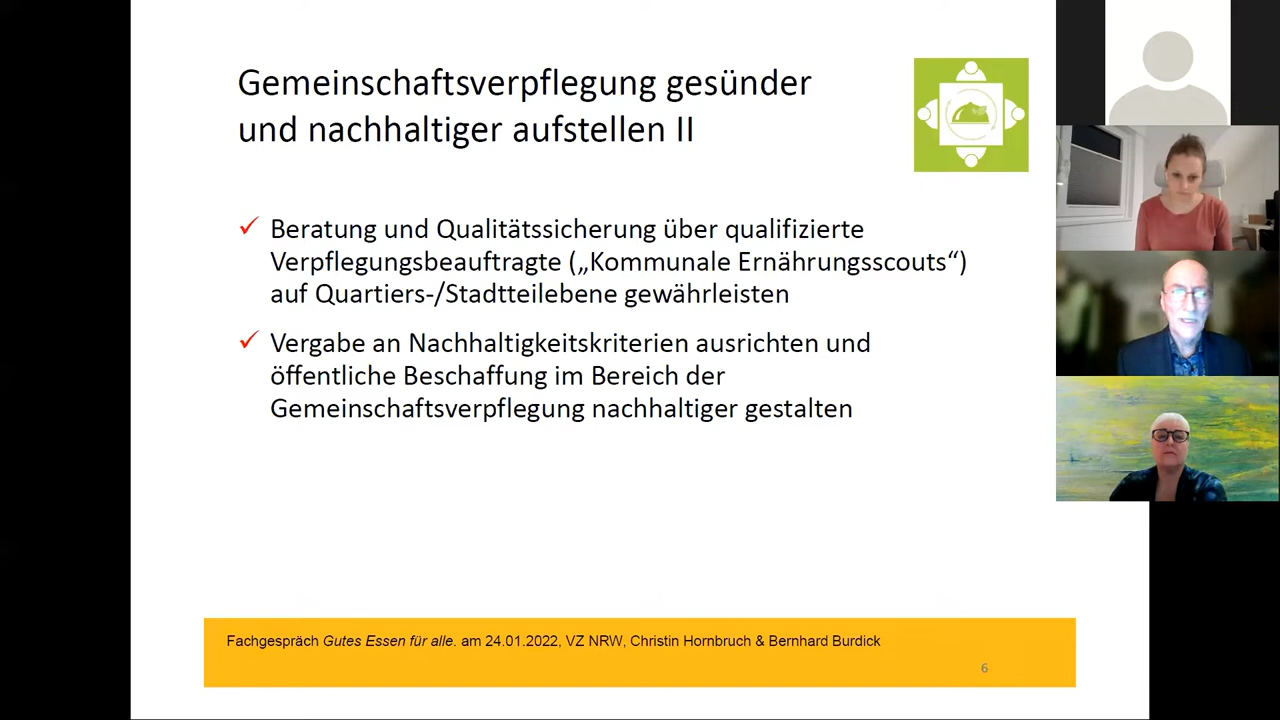 Gemeinschaftsverpflegung gesünder
und nachhaltiger aufstellen II
Beratung und Qualitätssicherung über qualifizierte
Verpflegungsbeauftragte („Kommunale Ernährungsscouts“)
auf Quartiers-/Stadtteilebene gewährleisten
Vergabe an Nachhaltigkeitskriterien ausrichten und
öffentliche Beschaffung im Bereich der
Gemeinschaftsverpflegung nachhaltiger gestalten
Fachgespräch Gutes Essen für alle. am 24.01.2022, VZ NRW, Christin Hornbruch & Bernhard Burdick
6